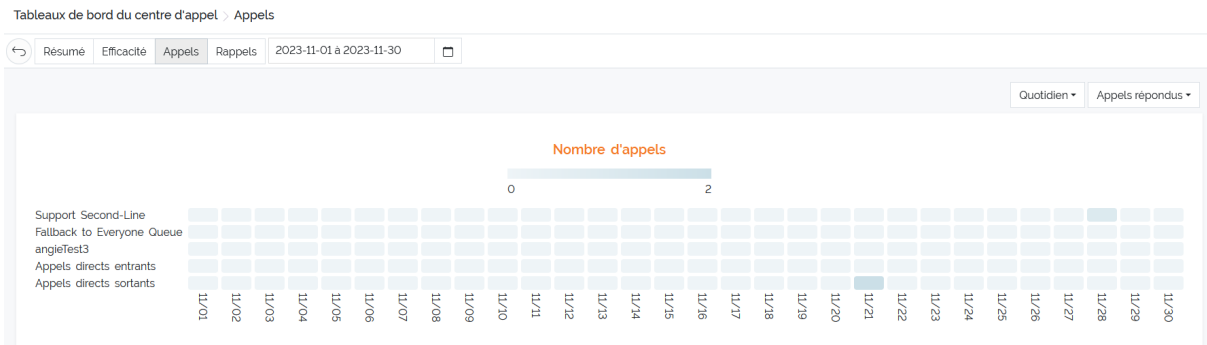 Tableaux de bord du centre d'appel > Appels
Résumé Efficacité Appels Rappels 2023-11-01 à 2023-11-30
Quotidien Appels répondus
Nombre d'appels
0 2
Support Second-Line
Fallback to Everyone Queue
angieTest3
Appels directs entrants
Appels directs sortants
11/01 11/02 11/03 11/04 11/05 11/06 11/07 11/08 11/09 11/10 11/11 11/12 11/13 11/14 11/15 11/16 11/17 11/18 11/19 11/20 11/21 11/22 11/23 11/24 11/25 11/26 11/27 11/28 11/29 11/30